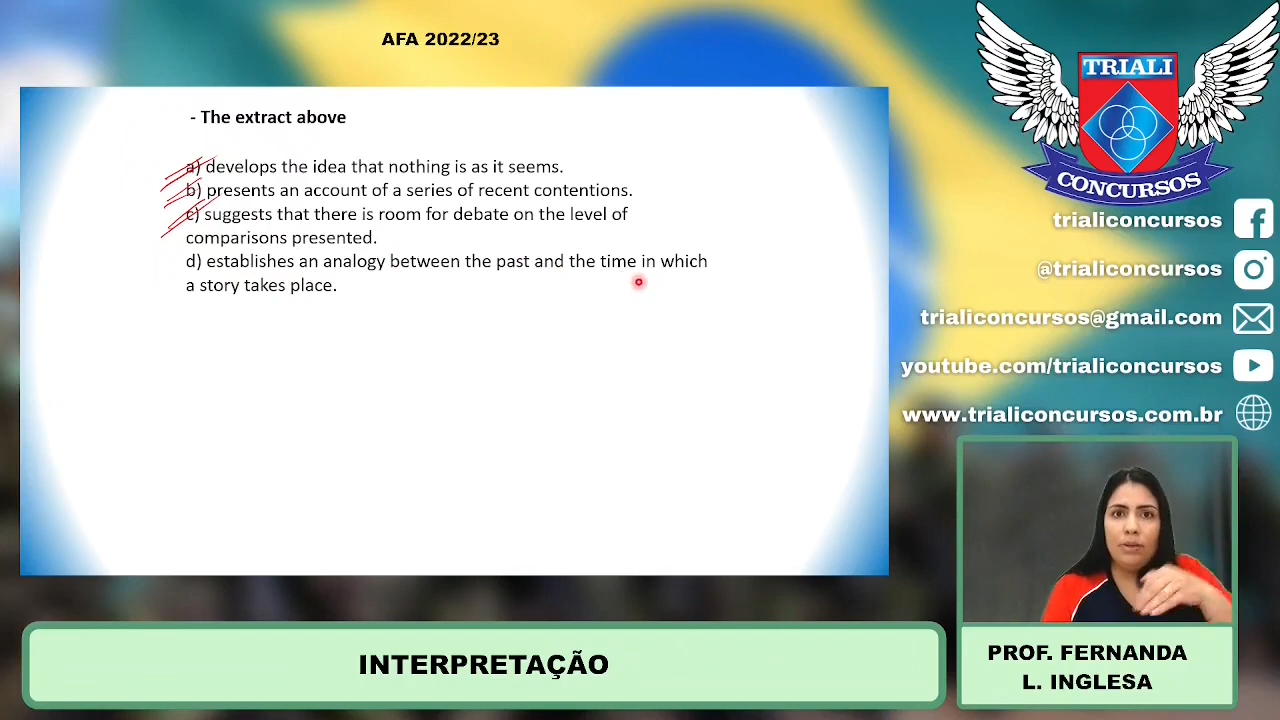 AFA 2022/23
- The extract above
a) develops the idea that nothing is as it seems.
b) presents an account of a series of recent contentions.
c) suggests that there is room for debate on the level of
comparisons presented.
d) establishes an analogy between the past and the time in which
a story takes place.
INTERPRETAÇÃO
TRIALI
CONCURSOS
trialiconcursos
@trialiconcursos
trialiconcursos@gmail.com
youtube.com/trialiconcursos
www.trialiconcursos.com.br
PROF. FERNANDA
L. INGLESA